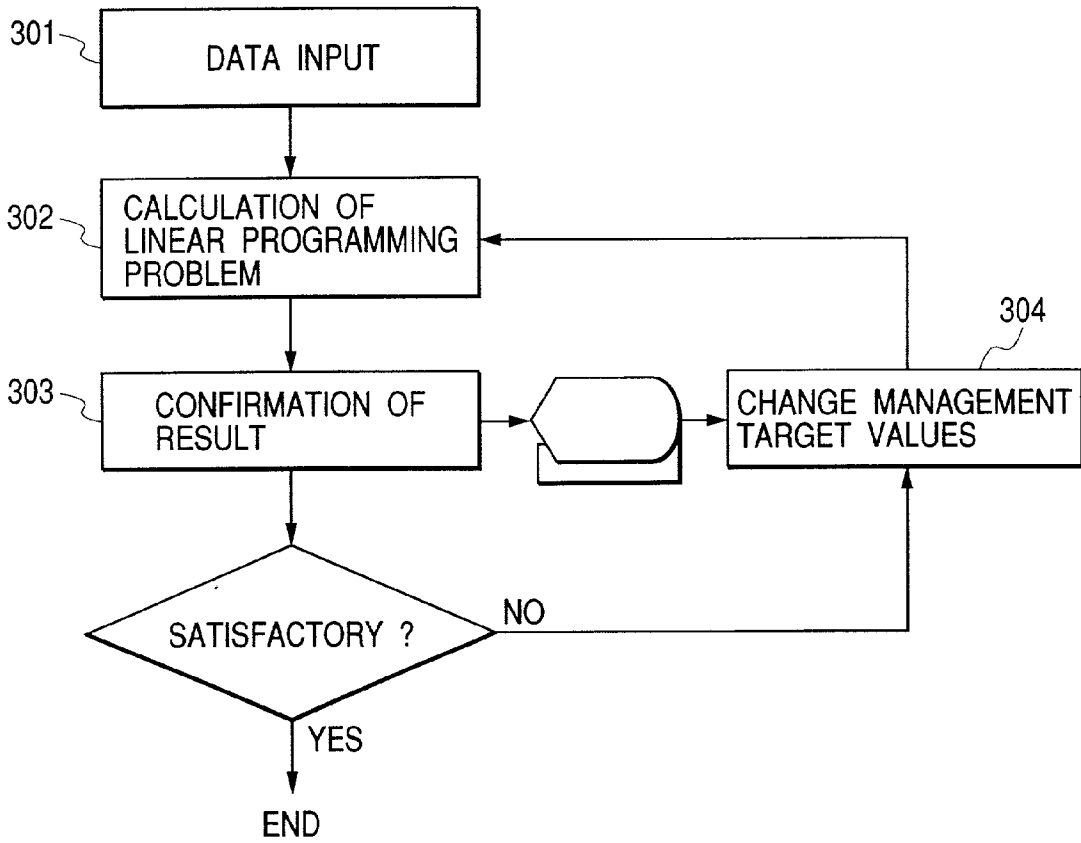 301
DATA INPUT
302
CALCULATION OF
LINEAR PROGRAMMING
PROBLEM
303
CONFIRMATION OF
RESULT
304
CHANGE MANAGEMENT
TARGET VALUES
SATISFACTORY ?
NO
YES
END